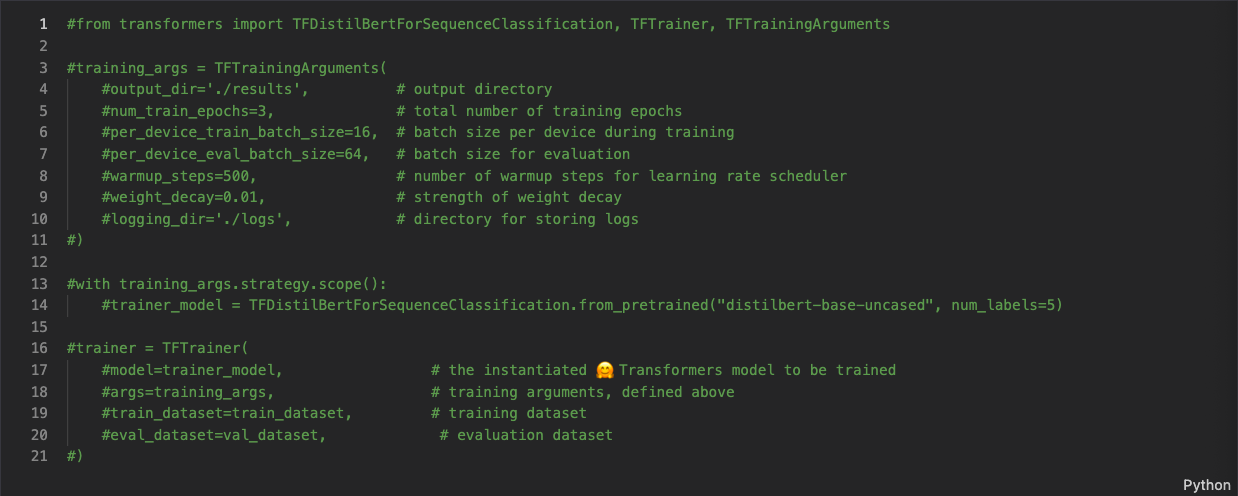 1 #from transformers import TFDistilBertForSequenceClassification, TFTrainer, TFTrainingArguments
2
3 #training_args = TFTrainingArguments(
4     #output_dir='./results',          # output directory
5     #num_train_epochs=3,              # total number of training epochs
6     #per_device_train_batch_size=16,  # batch size per device during training
7     #per_device_eval_batch_size=64,   # batch size for evaluation
8     #warmup_steps=500,                # number of warmup steps for learning rate scheduler
9     #weight_decay=0.01,               # strength of weight decay
10     #logging_dir='./logs',            # directory for storing logs
11 #)
12
13 #with training_args.strategy.scope():
14     #trainer_model = TFDistilBertForSequenceClassification.from_pretrained("distilbert-base-uncased", num_labels=5)
15
16 #trainer = TFTrainer(
17     #model=trainer_model,                 # the instantiated 🤗 Transformers model to be trained
18     #args=training_args,                  # training arguments, defined above
19     #train_dataset=train_dataset,         # training dataset
20     #eval_dataset=val_dataset,             # evaluation dataset
21 #)
Python